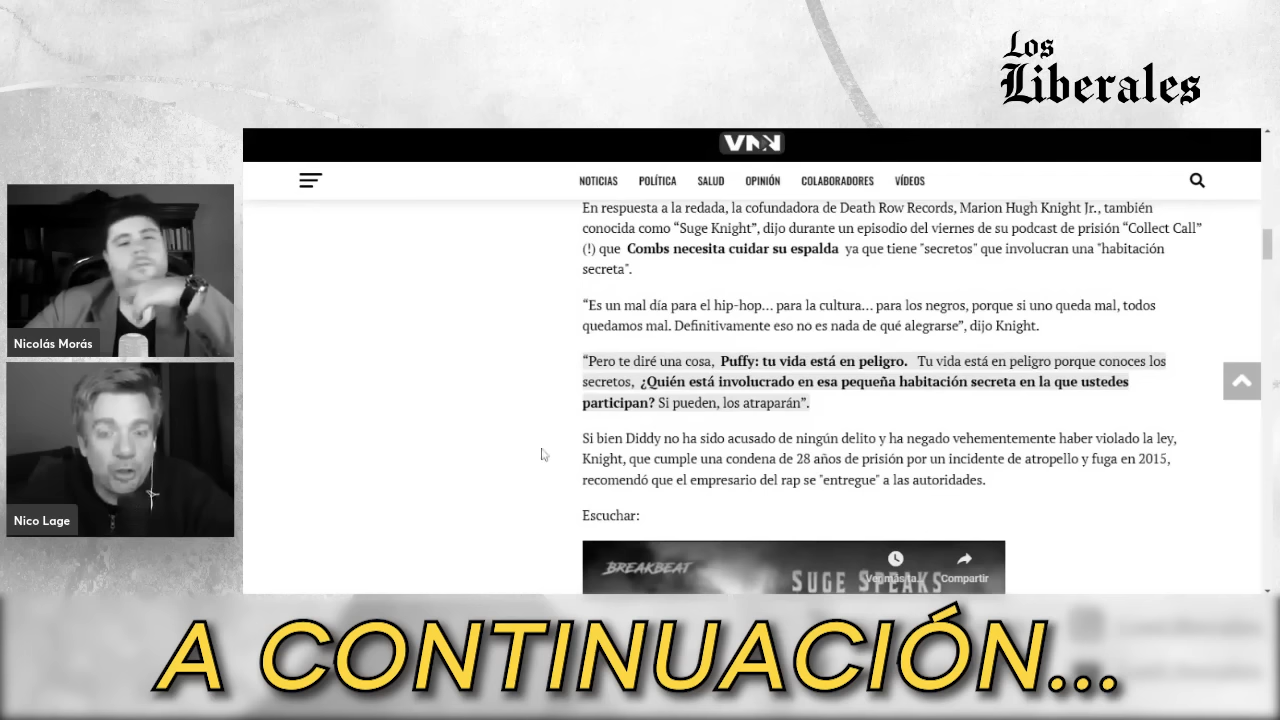 Los
Liberales
VNN
NOTICIAS POLÍTICA SALUD OPINIÓN COLABORADORES VÍDEOS
En respuesta a la redada, la cofundadora de Death Row Records, Marion Hugh Knight Jr., también
conocida como “Suge Knight”, dijo durante un episodio del viernes de su podcast de prisión “Collect Call”
(!) que Combs necesita cuidar su espalda ya que tiene "secretos" que involucran una "habitación
secreta".
“Es un mal día para el hip-hop… para la cultura… para los negros, porque si uno queda mal, todos
quedamos mal. Definitivamente eso no es nada de qué alegrarse”, dijo Knight.
“Pero te diré una cosa, Puffy: tu vida está en peligro. Tu vida está en peligro porque conoces los
secretos, ¿Quién está involucrado en esa pequeña habitación secreta en la que ustedes
participan? Si pueden, los atraparán”.
Si bien Diddy no ha sido acusado de ningún delito y ha negado vehementemente haber violado la ley,
Knight, que cumple una condena de 28 años de prisión por un incidente de atropello y fuga en 2015,
recomendó que el empresario del rap se "entregue" a las autoridades.
Escuchar:
BREAKBEAT
SUGE SPEAKS
Compartir
Nicolás Morás
Nico Lage
A CONTINUACIÓN...